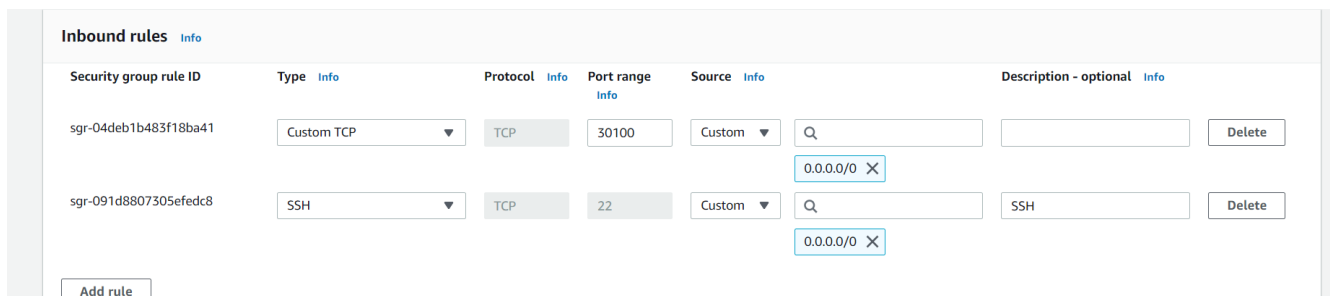 Inbound rules Info
Security group rule ID Type Info Protocol Info Port range Info Source Info Description - optional Info
sgr-04deb1b483f18ba41 Custom TCP TCP 30100 Custom Delete
0.0.0.0/0
sgr-091d8807305efedc8 SSH TCP 22 Custom SSH Delete
0.0.0.0/0
Add rule